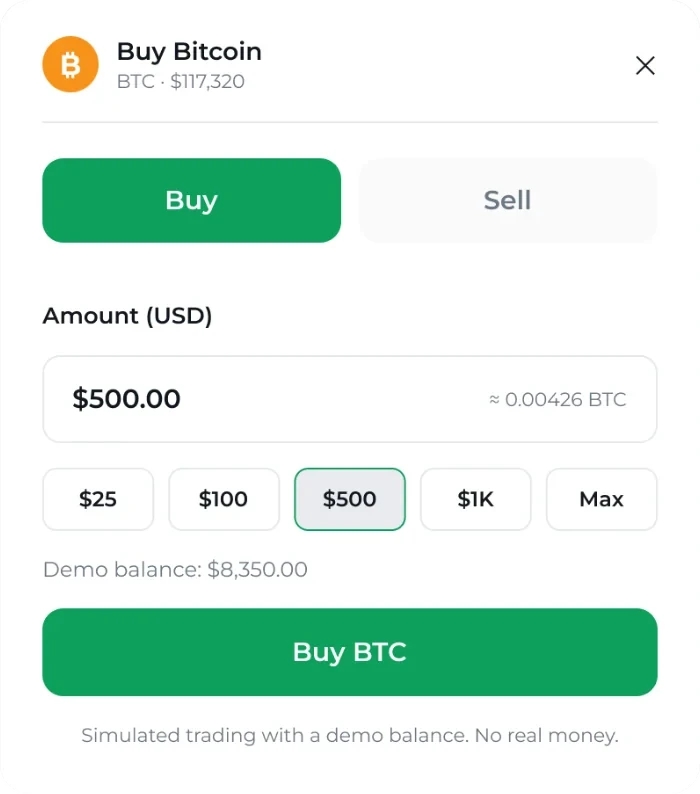 Buy Bitcoin
BTC · $117,320
Buy
Sell
Amount (USD)
$500.00
≈ 0.00426 BTC
$25
$100
$500
$1K
Max
Demo balance: $8,350.00
Buy BTC
Simulated trading with a demo balance. No real money.